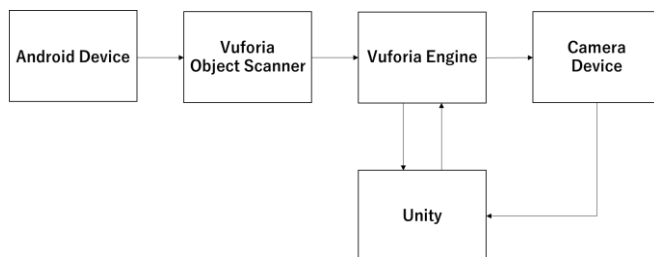 Android Device
Vuforia
Object Scanner
Vuforia Engine
Camera
Device
Unity